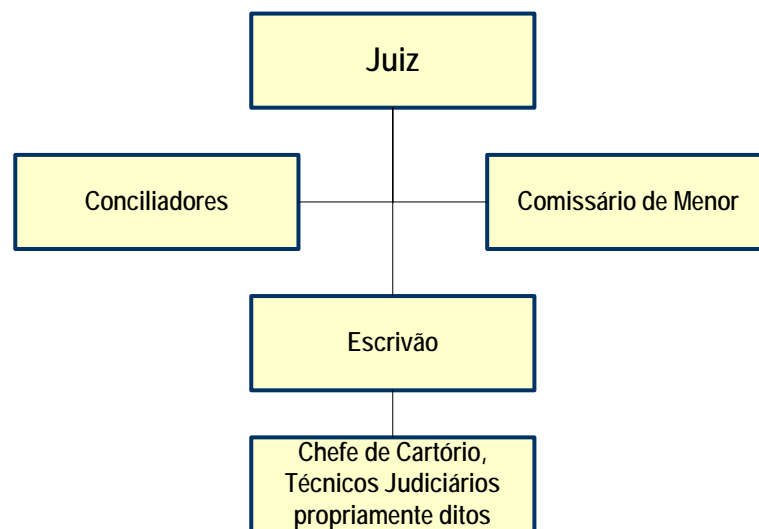 Juiz
Conciliadores
Comissário de Menor
Escrivão
Chefe de Cartório,
Técnicos Judiciários
propriamente ditos